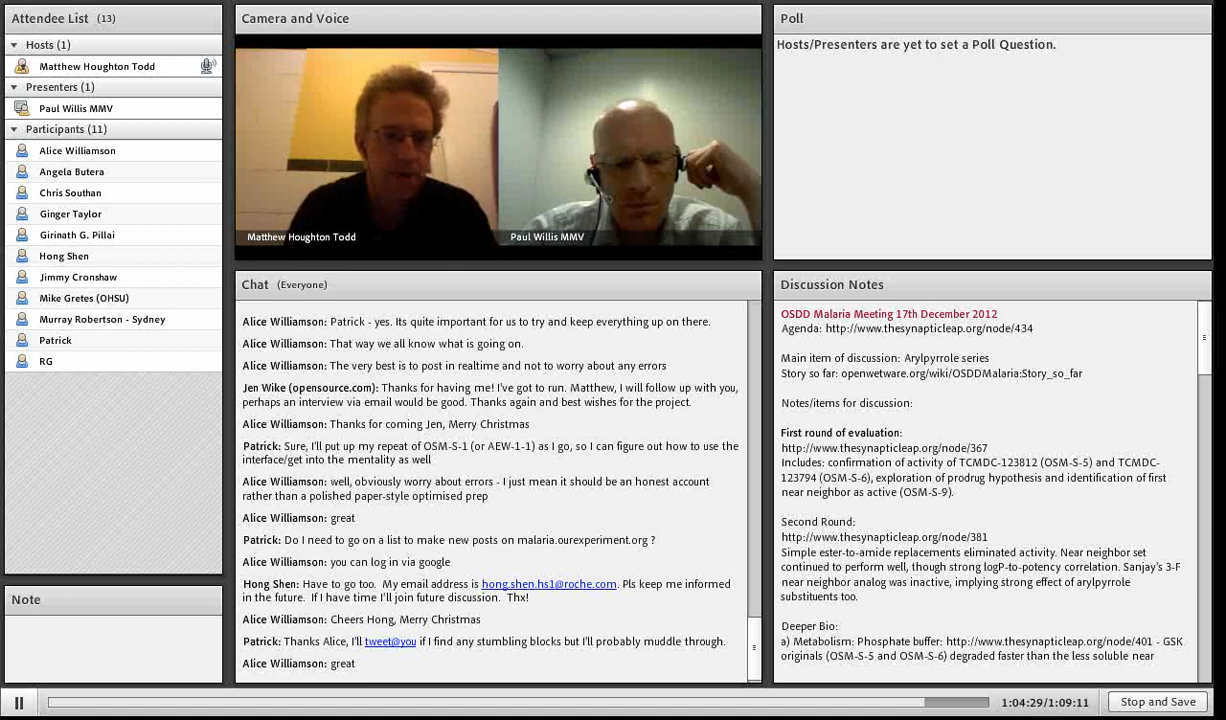 Attendee List (13)
Hosts (1)
Matthew Houghton Todd
Presenters (1)
Paul Willis MMV
Participants (11)
Alice Williamson
Angela Butera
Chris Southan
Ginger Taylor
Girinath G. Pillai
Hong Shen
Jimmy Cronshaw
Mike Gretes (OHSU)
Murray Robertson - Sydney
Patrick
RG
Note
Camera and Voice
Matthew Houghton Todd
Paul Willis MMV
Chat (Everyone)
Alice Williamson: Patrick - yes. Its quite important for us to try and keep everything up on there.
Alice Williamson: That way we all know what is going on.
Alice Williamson: The very best is to post in realtime and not to worry about any errors
Jen Wike (opensource.com): Thanks for having me! I've got to run. Matthew, I will follow up with you,
perhaps an interview via email would be good. Thanks again and best wishes for the project.
Alice Williamson: Thanks for coming Jen, Merry Christmas
Patrick: Sure, I'll put up my repeat of OSM-S-1 (or AEW-1-1) as I go, so I can figure out how to use the
interface/get into the mentality as well
Alice Williamson: well, obviously worry about errors - I just mean it should be an honest account
rather than a polished paper-style optimised prep
Alice Williamson: great
Patrick: Do I need to go on a list to make new posts on malaria.ourexperiment.org ?
Alice Williamson: you can log in via google
Hong Shen: Have to go too. My email address is hong.shen.hs1@roche.com. Pls keep me informed
in the future. If I have time I'll join future discussion. Thx!
Alice Williamson: Cheers Hong, Merry Christmas
Patrick: Thanks Alice, I'll tweet@you if I find any stumbling blocks but I'll probably muddle through.
Alice Williamson: great
Poll
Hosts/Presenters are yet to set a Poll Question.
Discussion Notes
OSDD Malaria Meeting 17th December 2012
Agenda: http://www.thesynapticleap.org/node/434
Main item of discussion: Arylpyrrole series
Story so far: openwetware.org/wiki/OSDDMalaria:Story_so_far
Notes/items for discussion:
First round of evaluation:
http://www.thesynapticleap.org/node/367
Includes: confirmation of activity of TCMDC-123812 (OSM-S-5) and TCMDC-
123794 (OSM-S-6), exploration of prodrug hypothesis and identification of first
near neighbor as active (OSM-S-9).
Second Round:
http://www.thesynapticleap.org/node/381
Simple ester-to-amide replacements eliminated activity. Near neighbor set
continued to perform well, though strong logP-to-potency correlation. Sanjay's 3-F
near neighbor analog was inactive, implying strong effect of arylpyrrole
substituents too.
Deeper Bio:
a) Metabolism: Phosphate buffer: http://www.thesynapticleap.org/node/401 - GSK
originals (OSM-S-5 and OSM-S-6) degraded faster than the less soluble near
1:04:29/1:09:11
Stop and Save